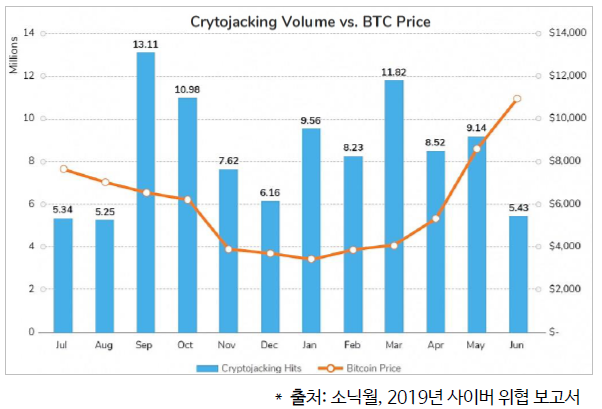 Crytojacking Volume vs. BTC Price
Millions
14 $14,000
12 $12,000
10 $10,000
8 $8,000
6 $6,000
4 $4,000
2 $2,000
0 $-
5.34 5.25 13.11 10.98 7.62 6.16 9.56 8.23 11.82 8.52 9.14 5.43
Jul Aug Sep Oct Nov Dec Jan Feb Mar Apr May Jun
Cryptojacking Hits Bitcoin Price
* 출처: 소닉월, 2019년 사이버 위협 보고서